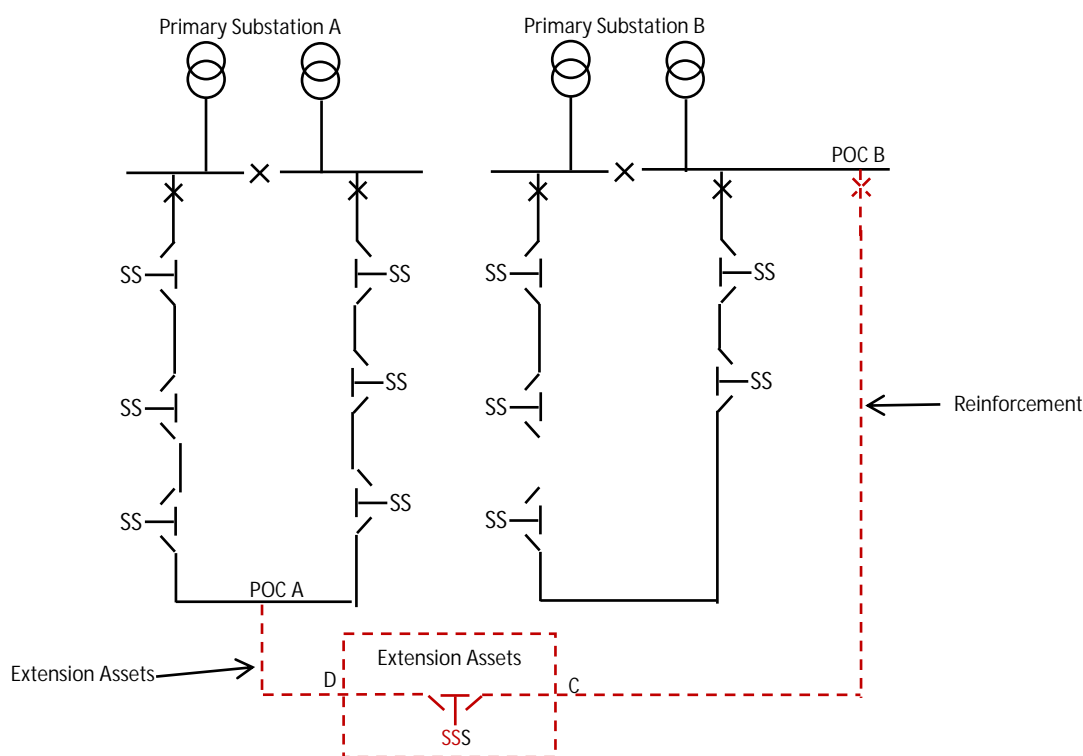 Primary Substation A
Primary Substation B
POC B
SS
SS
SS
SS
SS
SS
Reinforcement
SS
SS
SS
SS
POC A
Extension Assets
Extension Assets
D
C
SSS